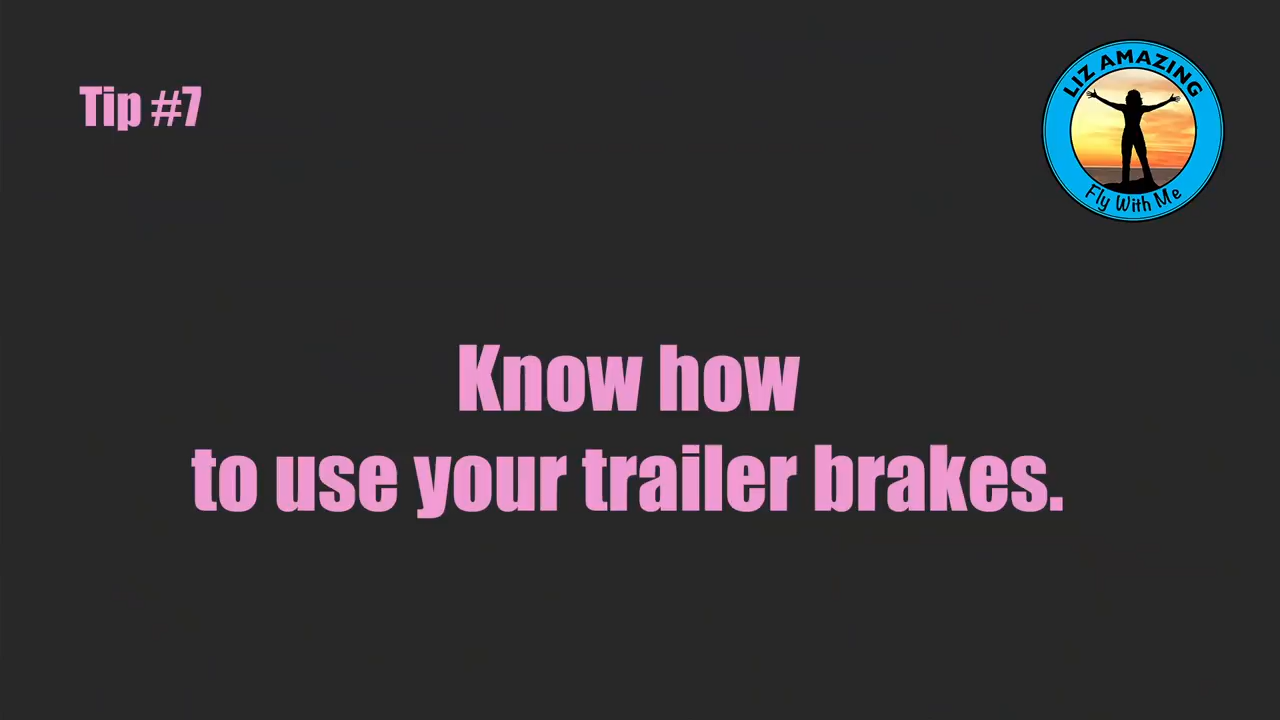 Tip #7
LIZ AMAZING
Fly With Me
Know how
to use your trailer brakes.